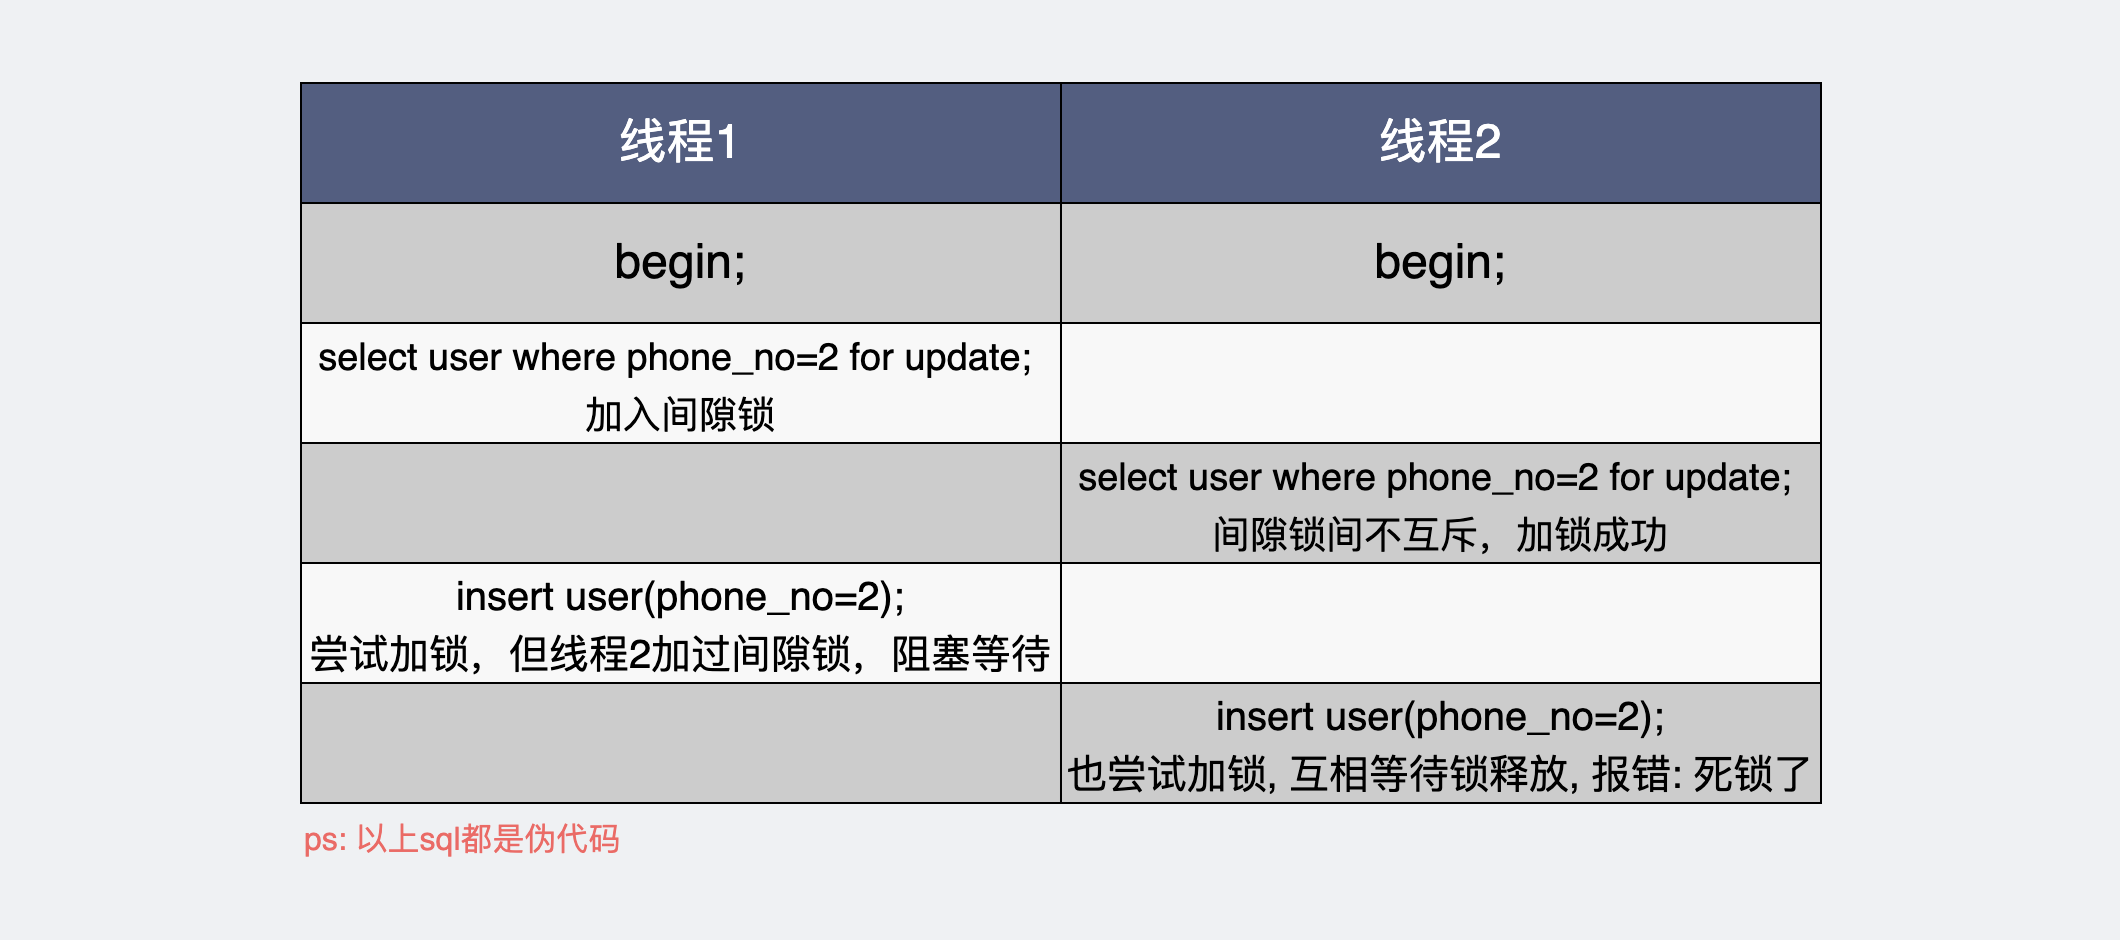 线程1
线程2
begin;
begin;
select user where phone_no=2 for update;
加入间隙锁
select user where phone_no=2 for update;
间隙锁间不互斥，加锁成功
insert user(phone_no=2);
尝试加锁，但线程2加过间隙锁，阻塞等待
insert user(phone_no=2);
也尝试加锁, 互相等待锁释放, 报错: 死锁了
ps: 以上sql都是伪代码